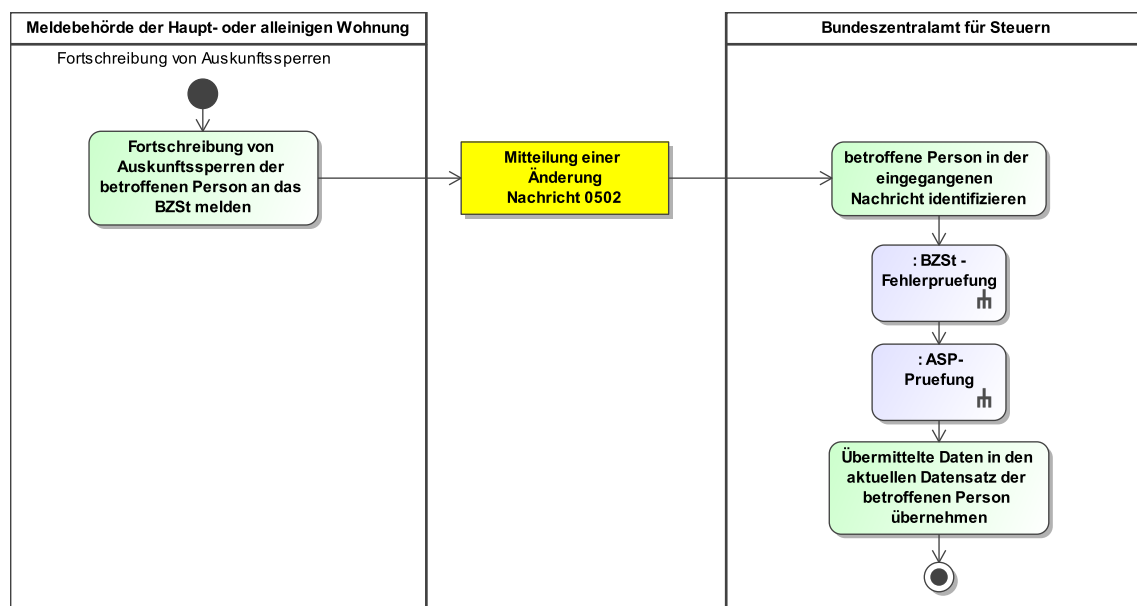 Meldebehörde der Haupt- oder alleinigen Wohnung
Fortschreibung von Auskunftssperren
Fortschreibung von
Auskunftssperren der
betroffenen Person an das
BZSt melden
Mitteilung einer
Änderung
Nachricht 0502
Bundeszentralamt für Steuern
betroffene Person in der
eingegangenen
Nachricht identifizieren
: BZSt -
Fehlerpruefung
: ASP-
Pruefung
Übermittelte Daten in den
aktuellen Datensatz der
betroffenen Person
übernehmen